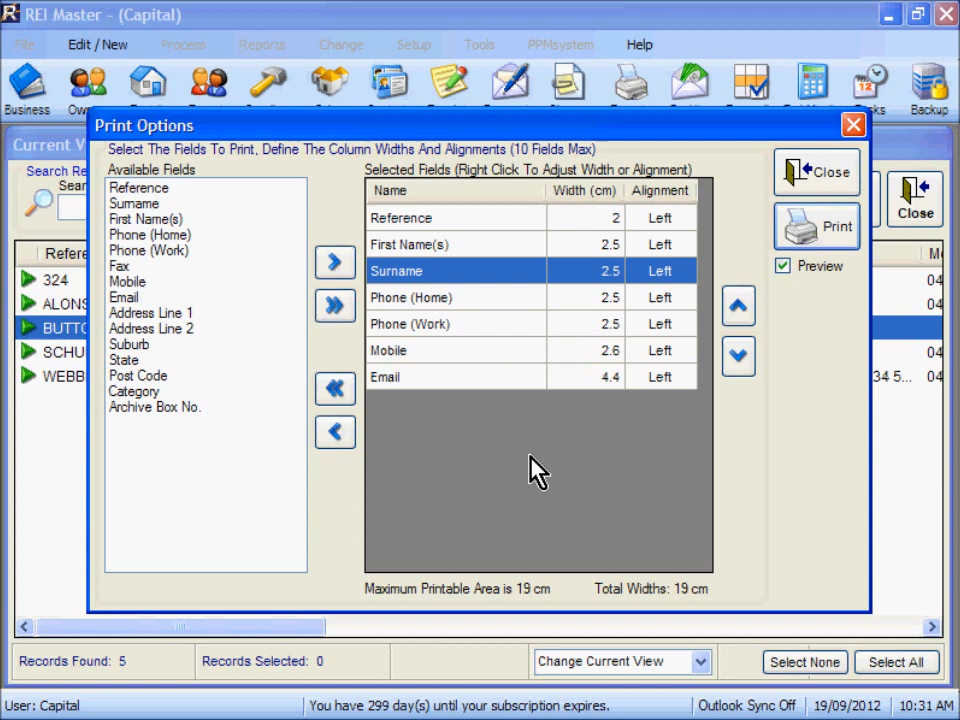 REI Master - (Capital)
File Edit / New Process Reports Change Setup Tools PPMsystem Help
Business Backup
Print Options
Current V
Select The Fields To Print, Define The Column Widths And Alignments (10 Fields Max)
Search Re
Available Fields
Selected Fields (Right Click To Adjust Width or Alignment)
Reference
Surname
First Name(s)
Phone (Home)
Phone (Work)
Fax
Mobile
Email
Address Line 1
Address Line 2
Suburb
State
Post Code
Category
Archive Box No.
Name Width (cm) Alignment
Reference 2 Left
First Name(s) 2.5 Left
Surname 2.5 Left
Phone (Home) 2.5 Left
Phone (Work) 2.5 Left
Mobile 2.6 Left
Email 4.4 Left
Maximum Printable Area is 19 cm Total Widths: 19 cm
Close
Print
Preview
Close
324 04
ALONS 04
BUTTO
SCHU 04
WEBB 34 5... 04
Records Found: 5 Records Selected: 0 Change Current View Select None Select All
User: Capital You have 299 day(s) until your subscription expires. Outlook Sync Off 19/09/2012 10:31 AM